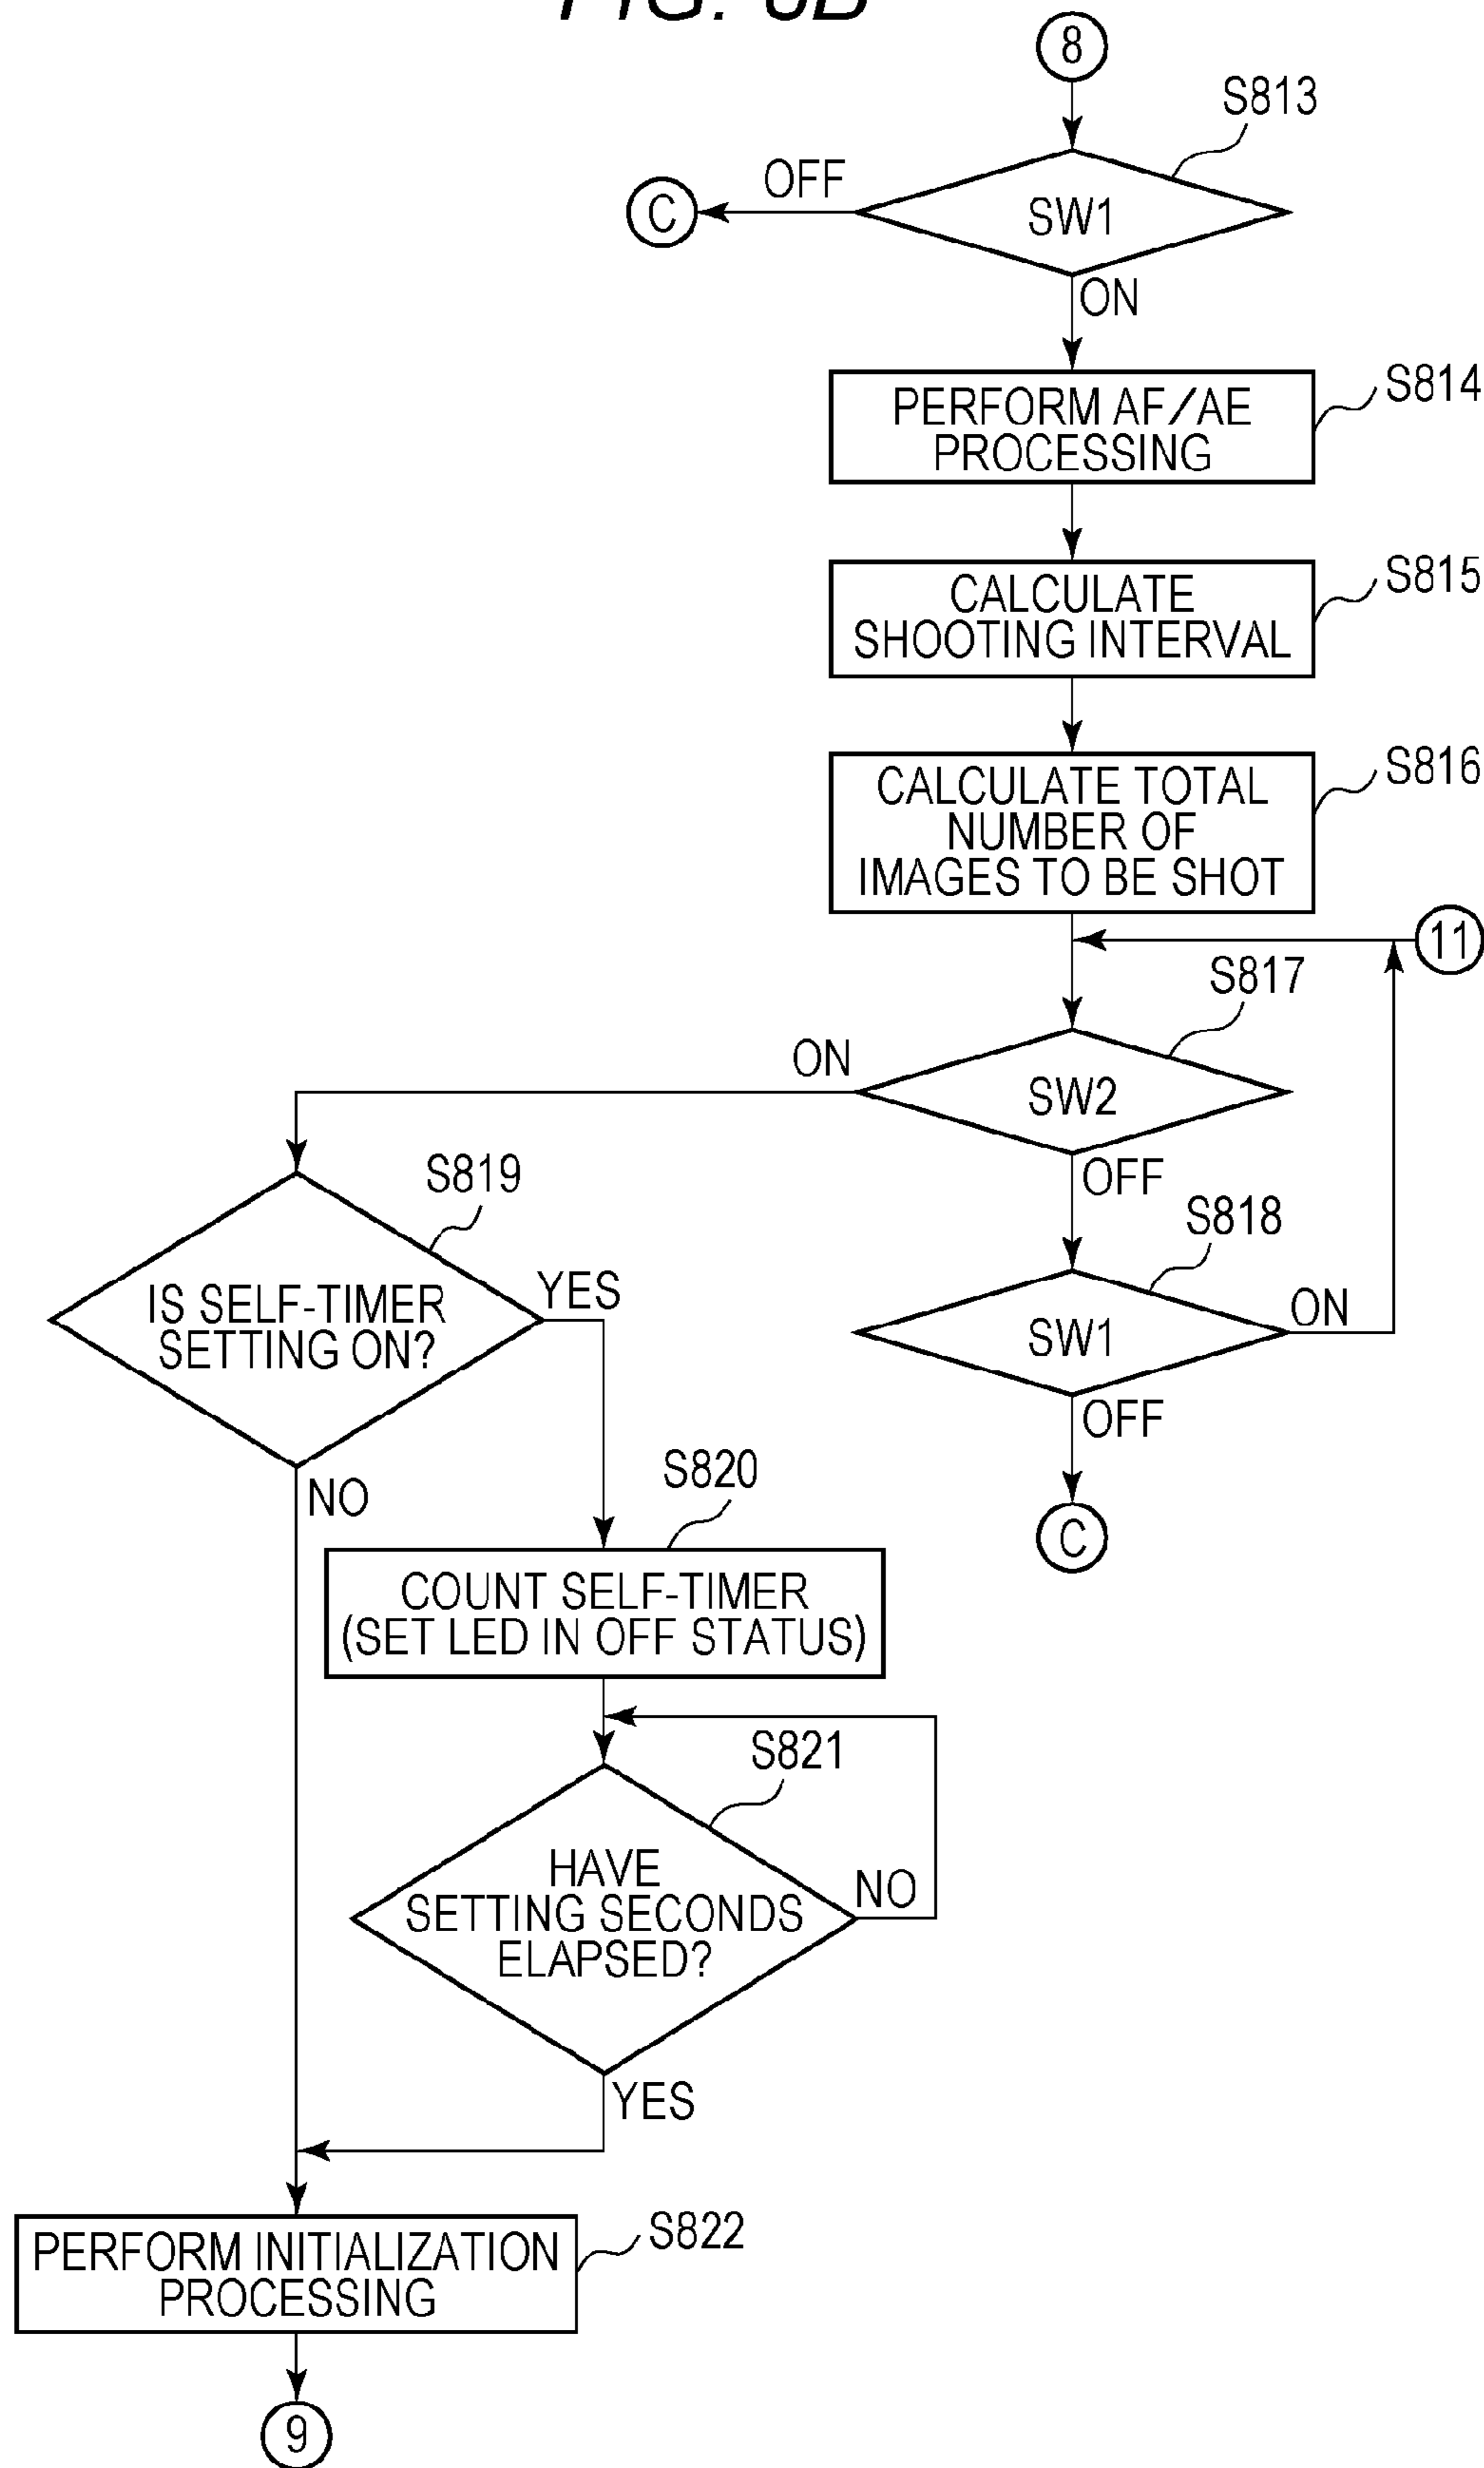 8
S813
OFF
C
SW1
ON
S814
PERFORM AF/AE
PROCESSING
S815
CALCULATE
SHOOTING INTERVAL
S816
CALCULATE TOTAL
NUMBER OF
IMAGES TO BE SHOT
11
S817
ON
SW2
OFF
S819
S818
IS SELF-TIMER
SETTING ON?
YES
SW1
ON
OFF
NO
S820
C
COUNT SELF-TIMER
(SET LED IN OFF STATUS)
S821
HAVE
SETTING SECONDS
ELAPSED?
NO
YES
S822
PERFORM INITIALIZATION
PROCESSING
9